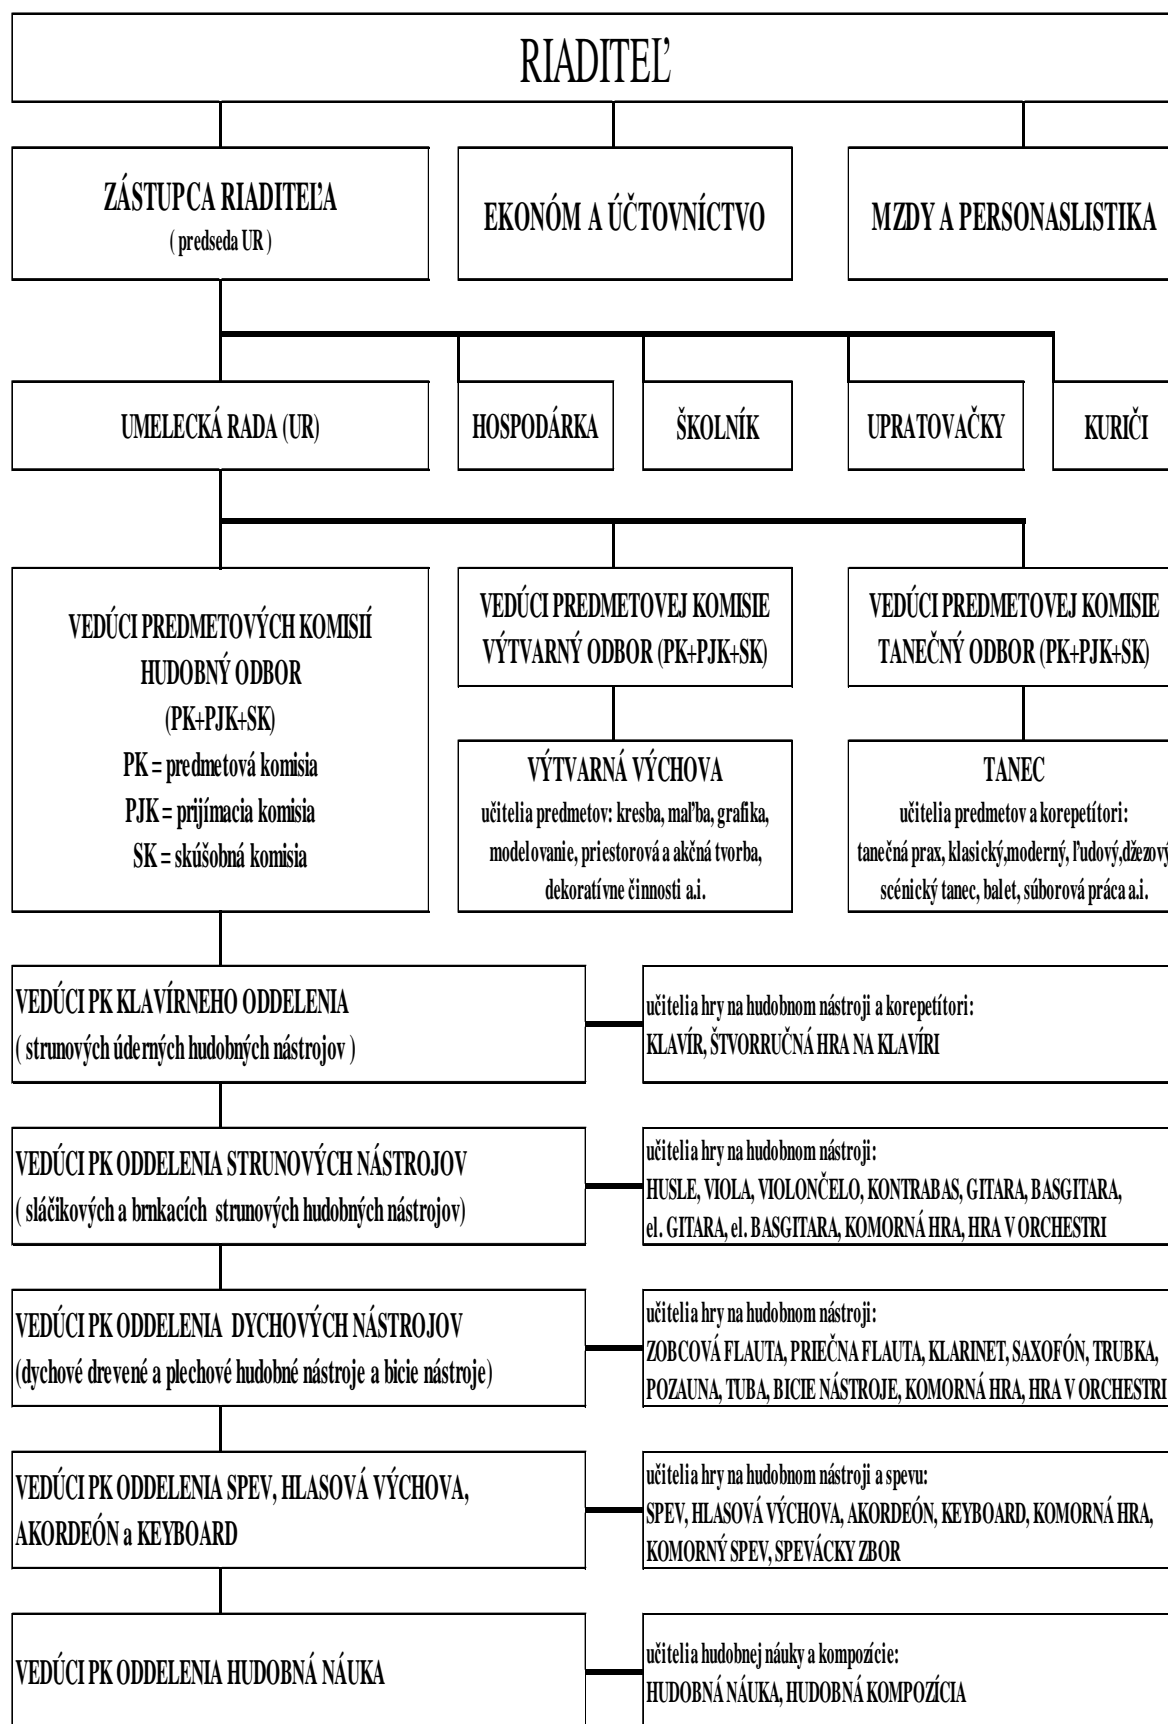 RIADITEĽ
ZÁSTUPCA RIADITEĽA
( predseda UR )
EKONÓM A ÚČTOVNÍCTVO
MZDY A PERSONASLISTIKA
UMELECKÁ RADA (UR)
HOSPODÁRKA
ŠKOLNÍK
UPRATOVAČKY
KURIČI
VEDÚCI PREDMETOVÝCH KOMISIÍ
HUDOBNÝ ODBOR
(PK+PJK+SK)
PK = predmetová komisia
PJK = prijímacia komisia
SK = skúšobná komisia
VEDÚCI PREDMETOVEJ KOMISIE
VÝTVARNÝ ODBOR (PK+PJK+SK)
VEDÚCI PREDMETOVEJ KOMISIE
TANEČNÝ ODBOR (PK+PJK+SK)
VÝTVARNÁ VÝCHOVA
učitelia predmetov: kresba, maľba, grafika,
modelovanie, priestorová a akčná tvorba,
dekoratívne činnosti a.i.
TANEC
učitelia predmetov a korepetítori:
tanečná prax, klasický,moderný, ľudový,džezový
scénický tanec, balet, súborová práca a.i.
VEDÚCI PK KLAVÍRNEHO ODDELENIA
( strunových úderných hudobných nástrojov )
učitelia hry na hudobnom nástroji a korepetítori:
KLAVÍR, ŠTVORRUČNÁ HRA NA KLAVÍRI
VEDÚCI PK ODDELENIA STRUNOVÝCH NÁSTROJOV
( sláčikových a brnkacích strunových hudobných nástrojov)
učitelia hry na hudobnom nástroji:
HUSLE, VIOLA, VIOLONČELO, KONTRABAS, GITARA, BASGITARA,
el. GITARA, el. BASGITARA, KOMORNÁ HRA, HRA V ORCHESTRI
VEDÚCI PK ODDELENIA DYCHOVÝCH NÁSTROJOV
(dychové drevené a plechové hudobné nástroje a bicie nástroje)
učitelia hry na hudobnom nástroji:
ZOBCOVÁ FLAUTA, PRIEČNA FLAUTA, KLARINET, SAXOFÓN, TRUBKA,
POZAUNA, TUBA, BICIE NÁSTROJE, KOMORNÁ HRA, HRA V ORCHESTRI
VEDÚCI PK ODDELENIA SPEV, HLASOVÁ VÝCHOVA,
AKORDEÓN a KEYBOARD
učitelia hry na hudobnom nástroji a spevu:
SPEV, HLASOVÁ VÝCHOVA, AKORDEÓN, KEYBOARD, KOMORNÁ HRA,
KOMORNÝ SPEV, SPEVÁCKY ZBOR
VEDÚCI PK ODDELENIA HUDOBNÁ NÁUKA
učitelia hudobnej náuky a kompozície:
HUDOBNÁ NÁUKA, HUDOBNÁ KOMPOZÍCIA